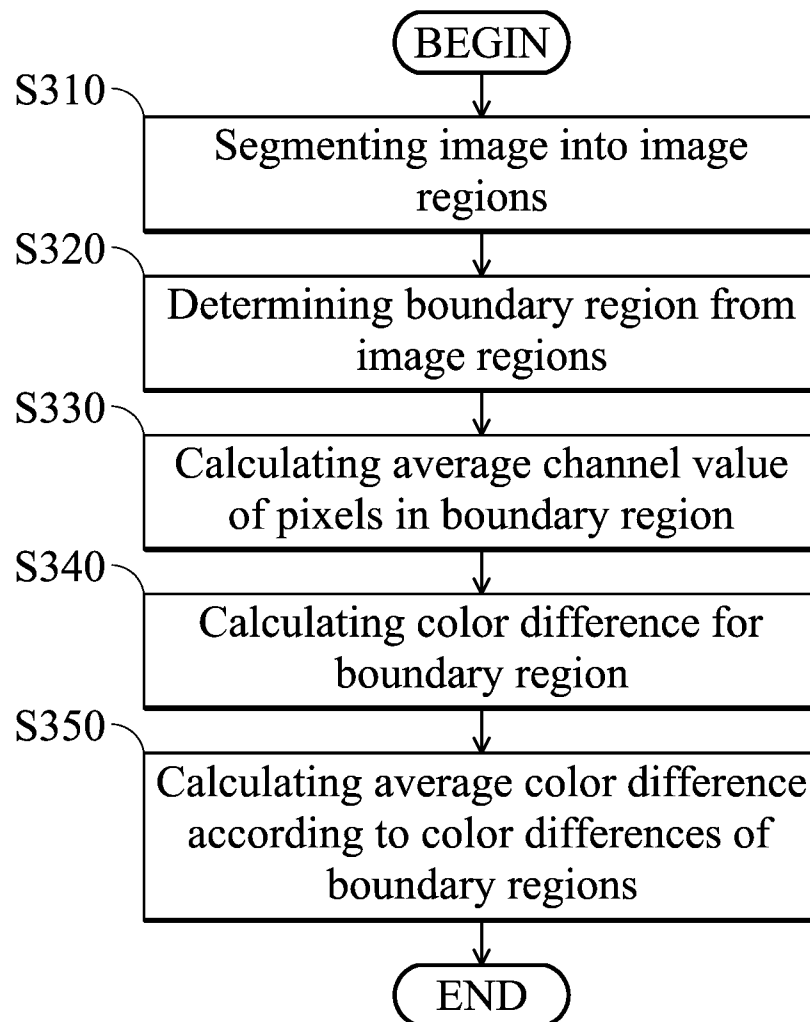 BEGIN
S310
Segmenting image into image
regions
S320
Determining boundary region from
image regions
S330
Calculating average channel value
of pixels in boundary region
S340
Calculating color difference for
boundary region
S350
Calculating average color difference
according to color differences of
boundary regions
END